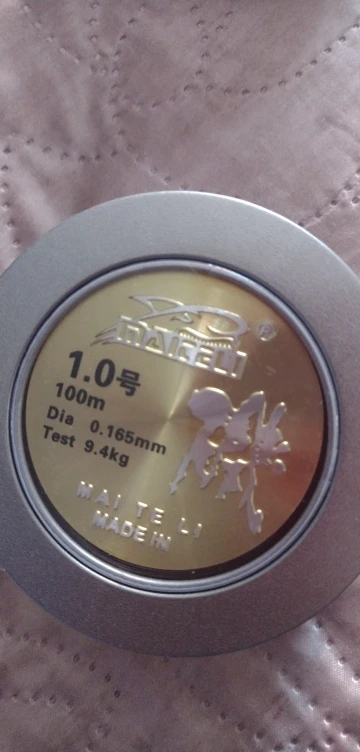 1.0号
100m
Dia 0.165mm
Test 9.4kg
MAI TE LI
MADE IN